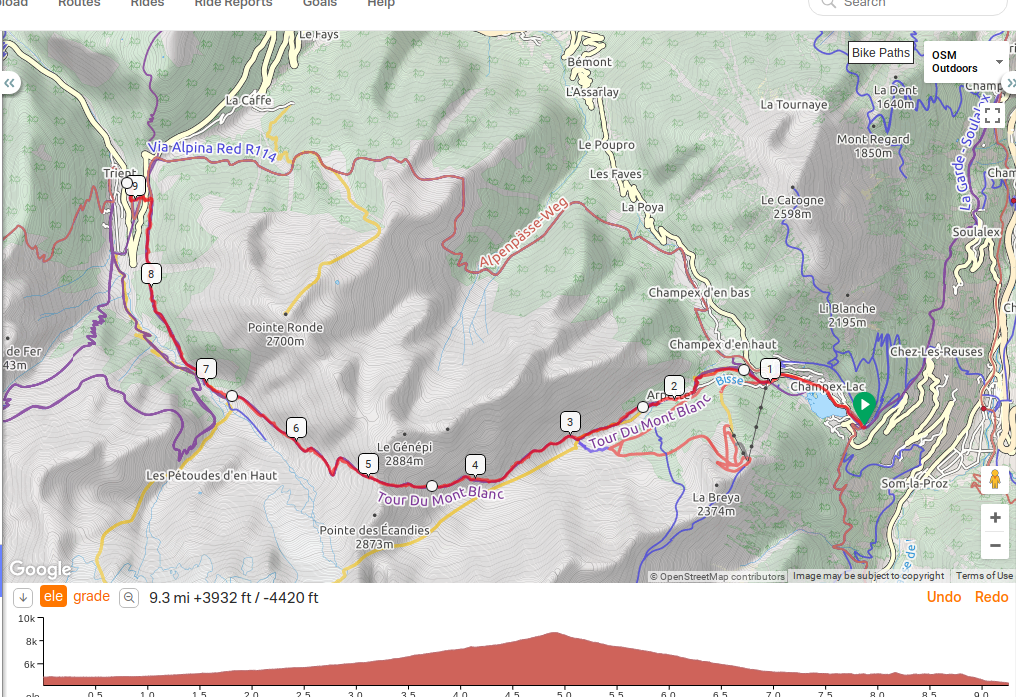 Routes
Rides
Ride Reports
Goals
Help
Search
Le Fays
Bémont
Bike Paths
OSM
Outdoors
L'Assarlay
La Dent
1640m
La Câffe
La Tournaye
Mont Regard
1850m
Via Alpina Red R114
Le Poupro
Trient
9
Les Faves
La Garde - Soulalex
Le Catogne
2598m
La Poya
Alpenpässe-Weg
Soulalex
8
Champex d'en bas
Li Blanche
2195m
Pointe Ronde
2700m
de Fer
43m
Champex d'en haut
Chez-Les-Reuses
7
1
Bisse
2
Champex-Lac
3
Tour Du Mont Blanc
6
Le Génépi
2884m
5
4
Les Pétoudes d'en Haut
Tour Du Mont Blanc
Som-la-Proz
La Breya
2374m
Pointe des Écandies
2873m
Google
© OpenStreetMap contributors
Image may be subject to copyright
Terms of Use
ele
grade
9.3 mi +3932 ft / -4420 ft
Undo
Redo
10k
8k
6k
ele
0.5 1.0 1.5 2.0 2.5 3.0 3.5 4.0 4.5 5.0 5.5 6.0 6.5 7.0 7.5 8.0 8.5 9.0